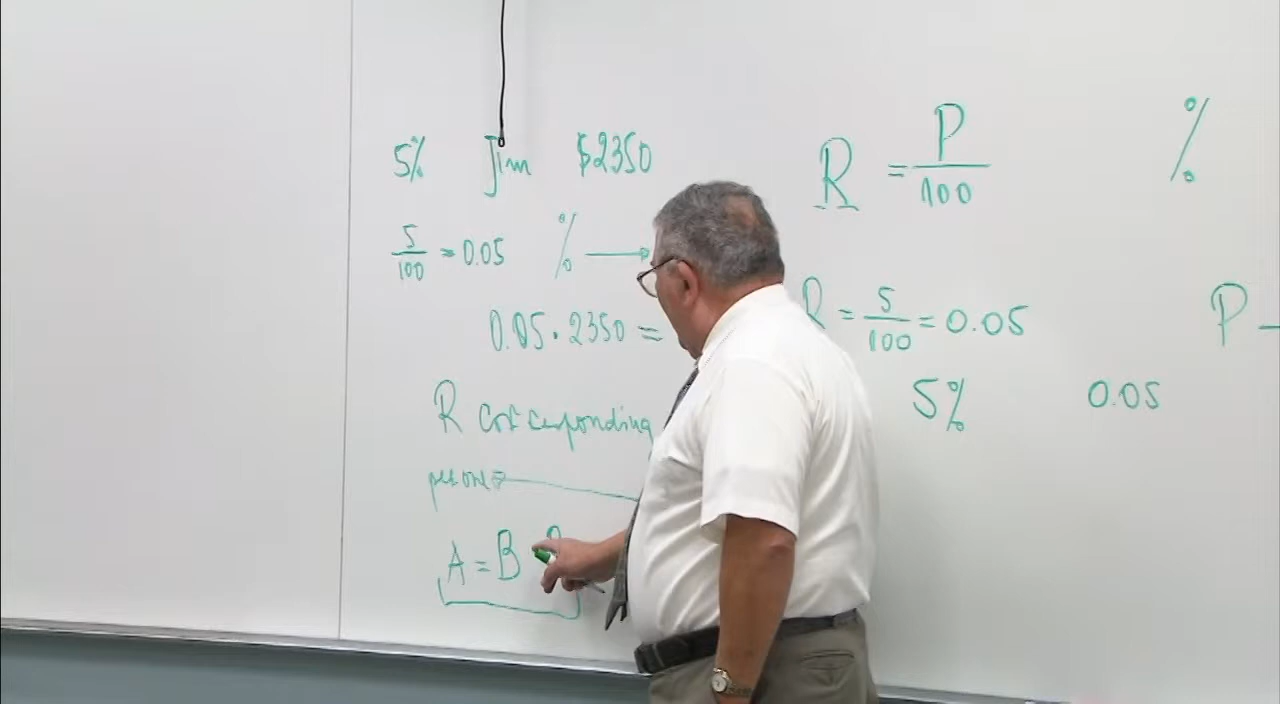 5% Jim $2350
5/100 = 0.05 % →
0.05 · 2350 =
R corresponding
A = B
R = P/100 %
R = 5/100 = 0.05 P
5% 0.05